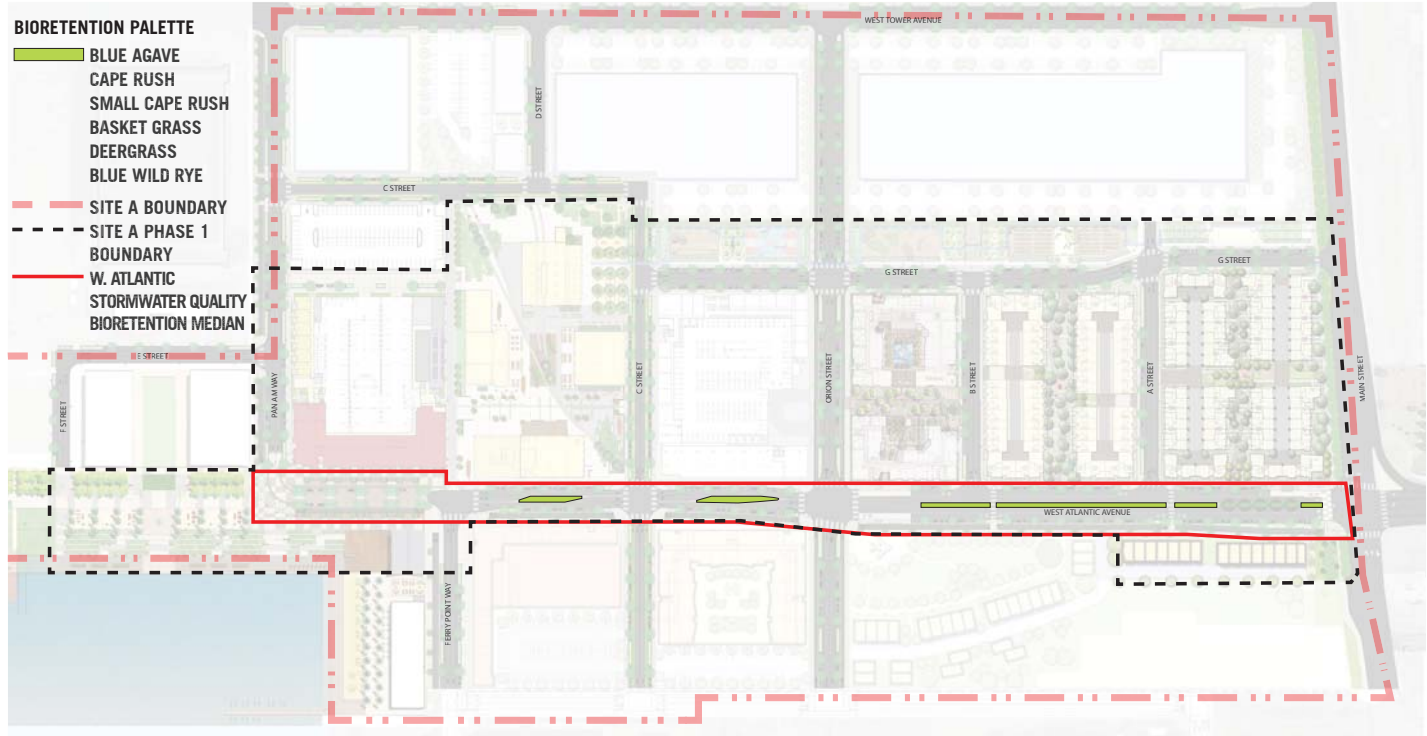 BIORETENTION PALETTE
BLUE AGAVE
CAPE RUSH
SMALL CAPE RUSH
BASKET GRASS
DEERGRASS
BLUE WILD RYE
SITE A BOUNDARY
SITE A PHASE 1
BOUNDARY
W. ATLANTIC
STORMWATER QUALITY
BIORETENTION MEDIAN
WEST TOWER AVENUE
D STREET
C STREET
G STREET
G STREET
E STREET
F STREET
PAN AM WAY
C STREET
ORION STREET
B STREET
A STREET
MAIN STREET
WEST ATLANTIC AVENUE
FERRY POINT WAY